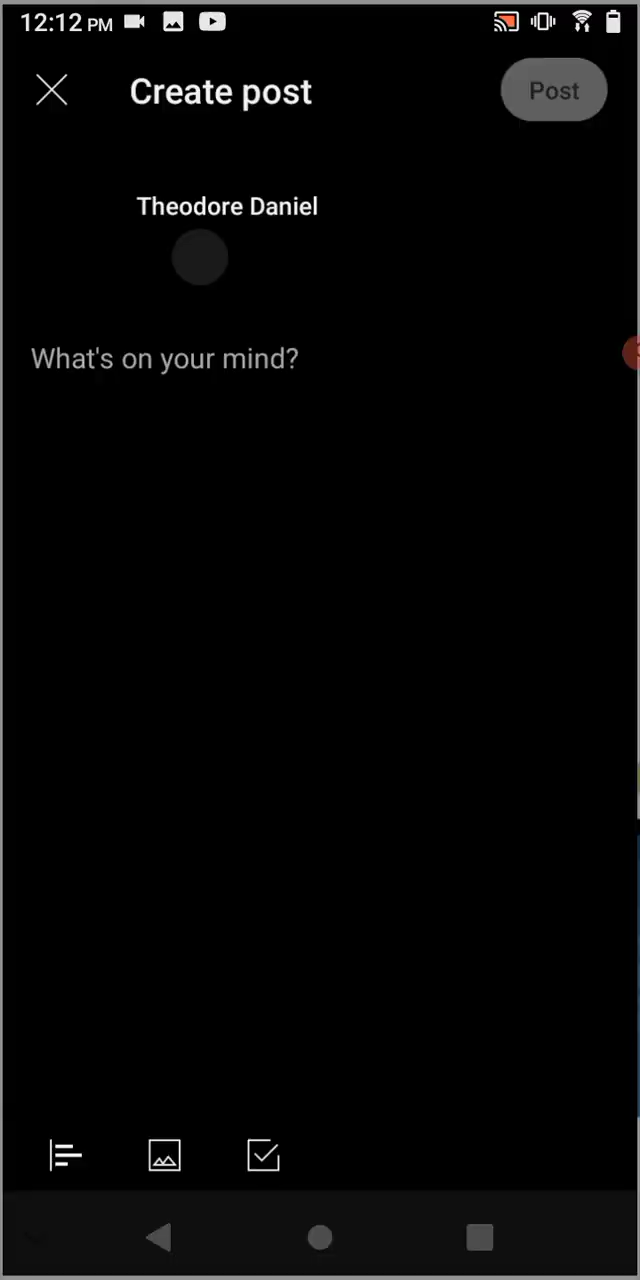 12:12 PM
Create post
Post
Theodore Daniel
What's on your mind?